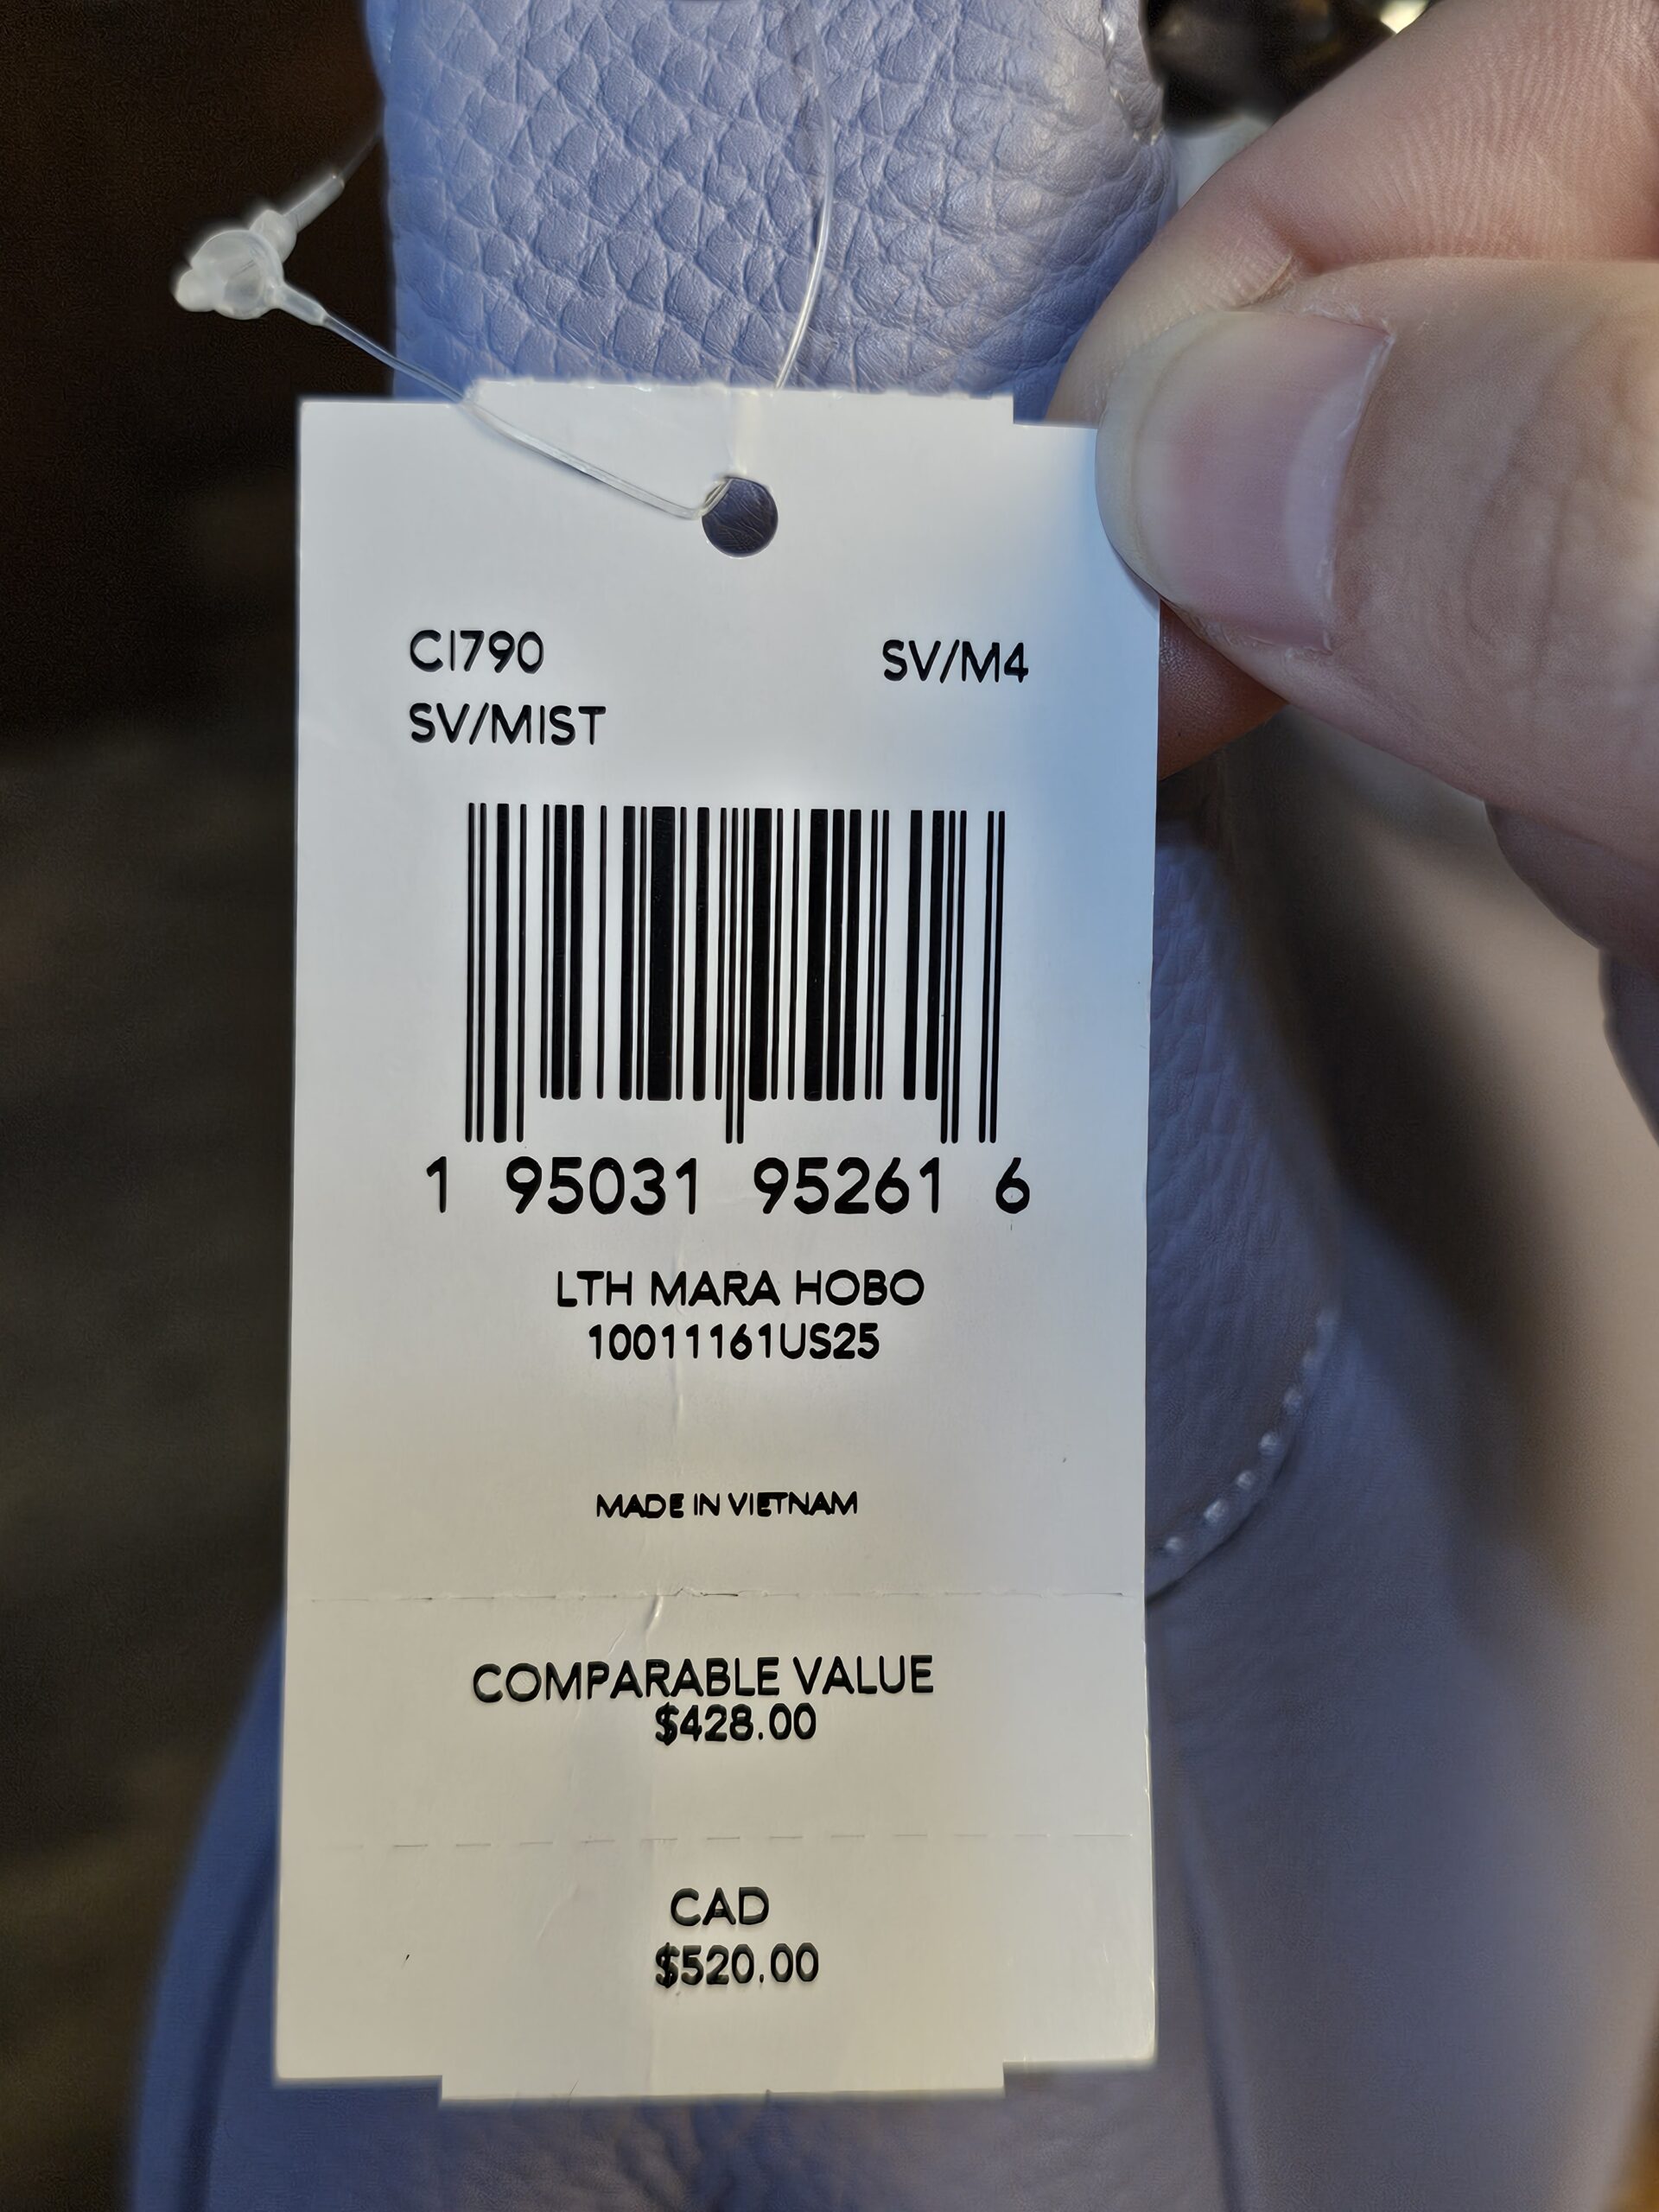 CI790 SV/M4
SV/MIST
1 95031 95261 6
LTH MARA HOBO
10011161US25
MADE IN VIETNAM
COMPARABLE VALUE
$428.00
CAD
$520.00